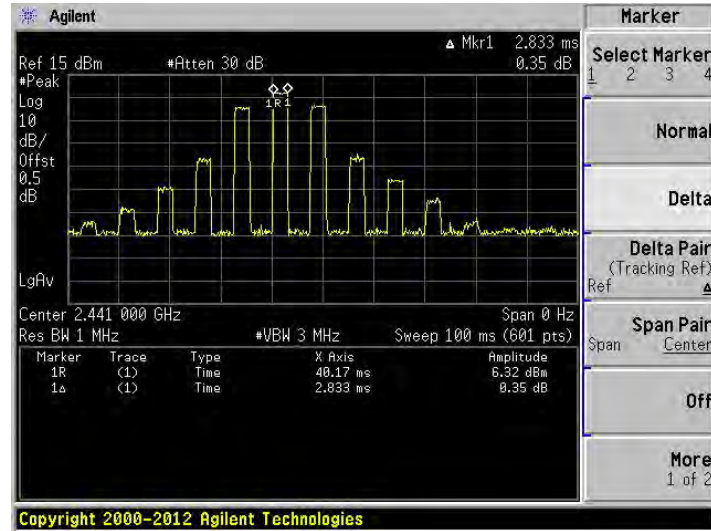 Agilent
Marker
Δ Mkr1 2.833 ms
Ref 15 dBm #Atten 30 dB 0.35 dB
#Peak
Log
10
dB/
Offst
0.5
dB
LgAv
1R 1
Center 2.441 000 GHz Span 0 Hz
Res BW 1 MHz #VBW 3 MHz Sweep 100 ms (601 pts)
Marker Trace Type X Axis Amplitude
1R (1) Time 40.17 ms 6.32 dBm
1Δ (1) Time 2.833 ms 0.35 dB
Select Marker
1 2 3 4
Normal
Delta
Delta Pair
(Tracking Ref)
Ref Δ
Span Pair
Span Center
Off
More
1 of 2
Copyright 2000-2012 Agilent Technologies